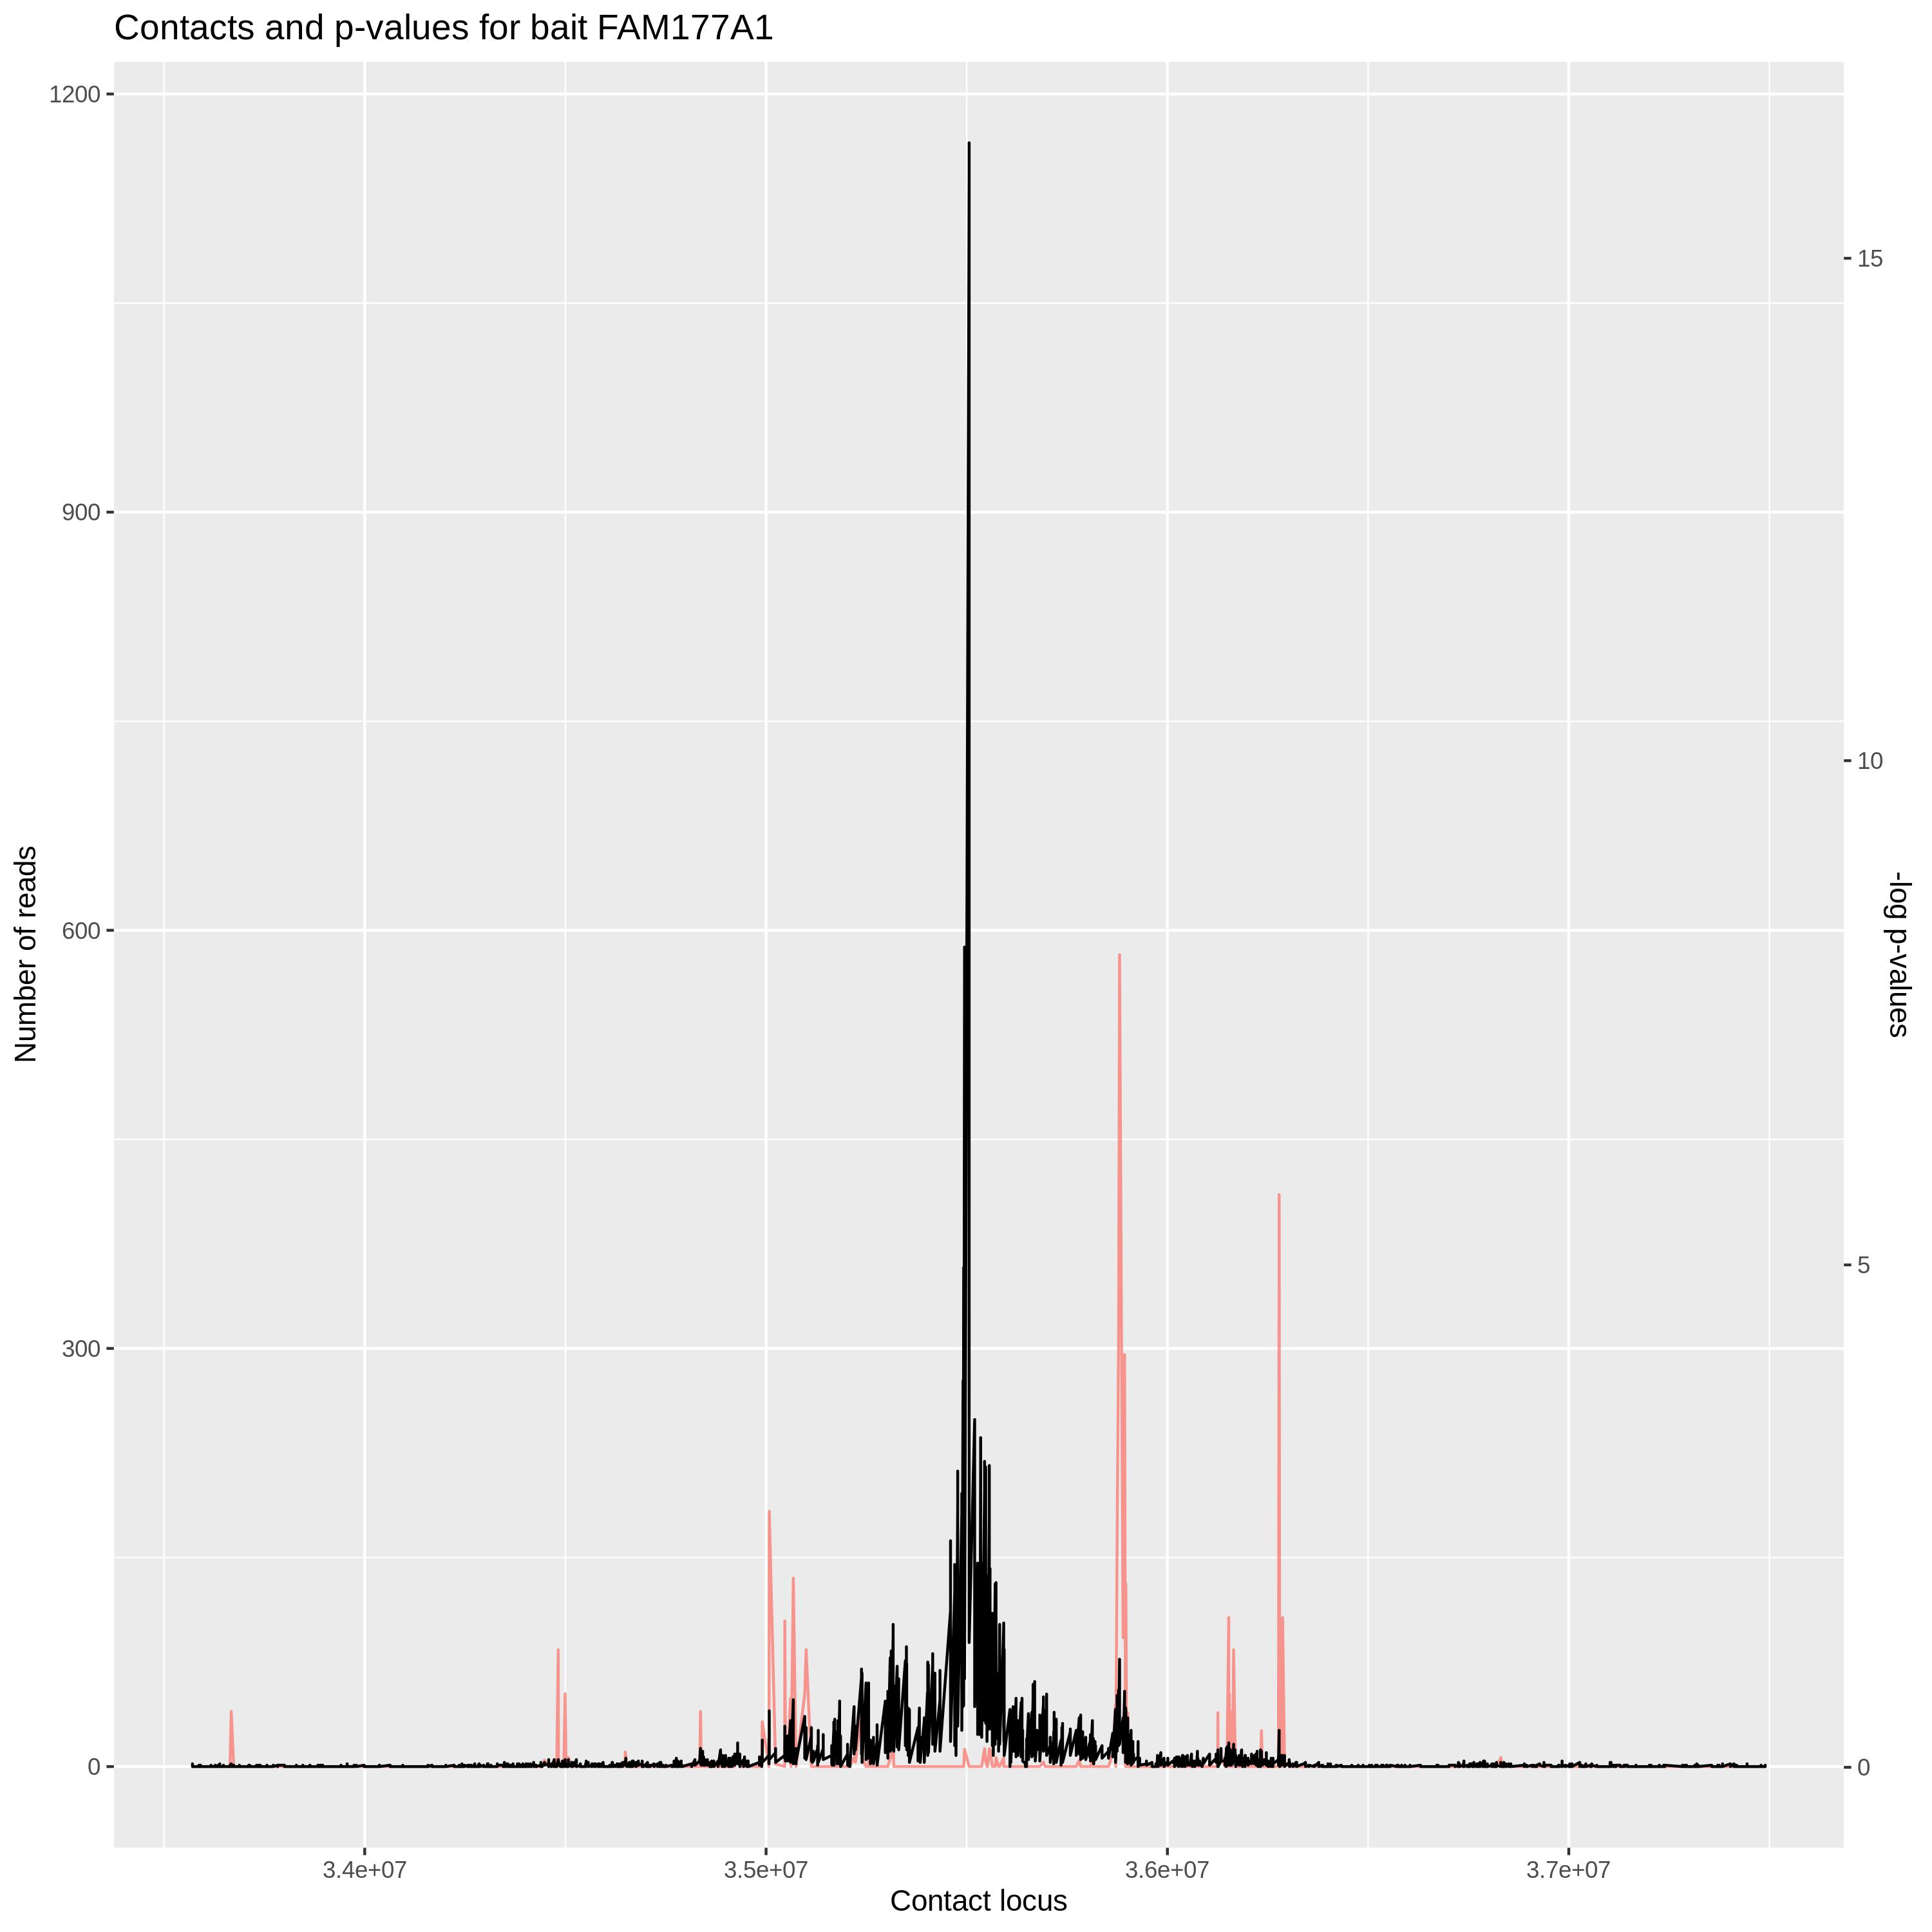 Contacts and p-values for bait FAM177A1
1200
900
600
300
0
Number of reads
15
10
5
0
-log p-values
3.4e+07
3.5e+07
3.6e+07
3.7e+07
Contact locus